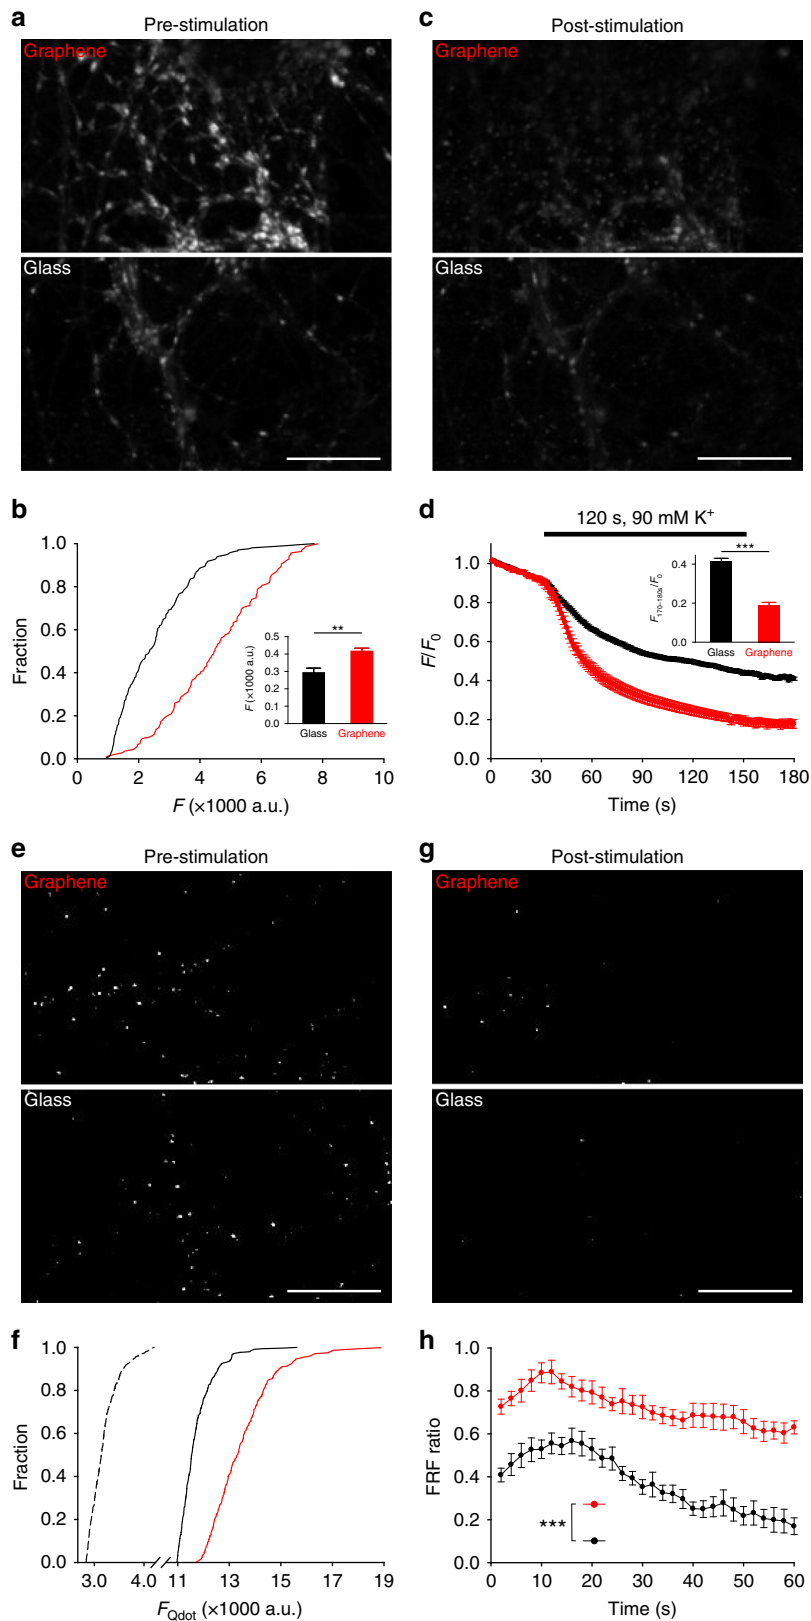 a
Pre-stimulation
Graphene
Glass
c
Post-stimulation
Graphene
b
Fraction
1.0
0.8
0.6
0.4
0.2
0.0
0 2 4 6 8 10
F (×1000 a.u.)
F (×1000 a.u.)
0.5
0.4
0.3
0.2
0.1
0.0
**
Glass Graphene
d
120 s, 90 mM K⁺
F/F₀
1.0
0.8
0.6
0.4
0.2
0.0
0 30 60 90 120 150 180
Time (s)
F₁₇₀₋₁₈₀ₛ/F₀
0.4
0.2
0.0
***
Glass Graphene
e
Pre-stimulation
Graphene
Glass
g
Post-stimulation
Graphene
Glass
f
Fraction
1.0
0.8
0.6
0.4
0.2
0.0
3.0 4.0 11 13 15 17 19
F_Qdot (×1000 a.u.)
h
FRF ratio
1.0
0.8
0.6
0.4
0.2
0.0
***
0 10 20 30 40 50 60
Time (s)